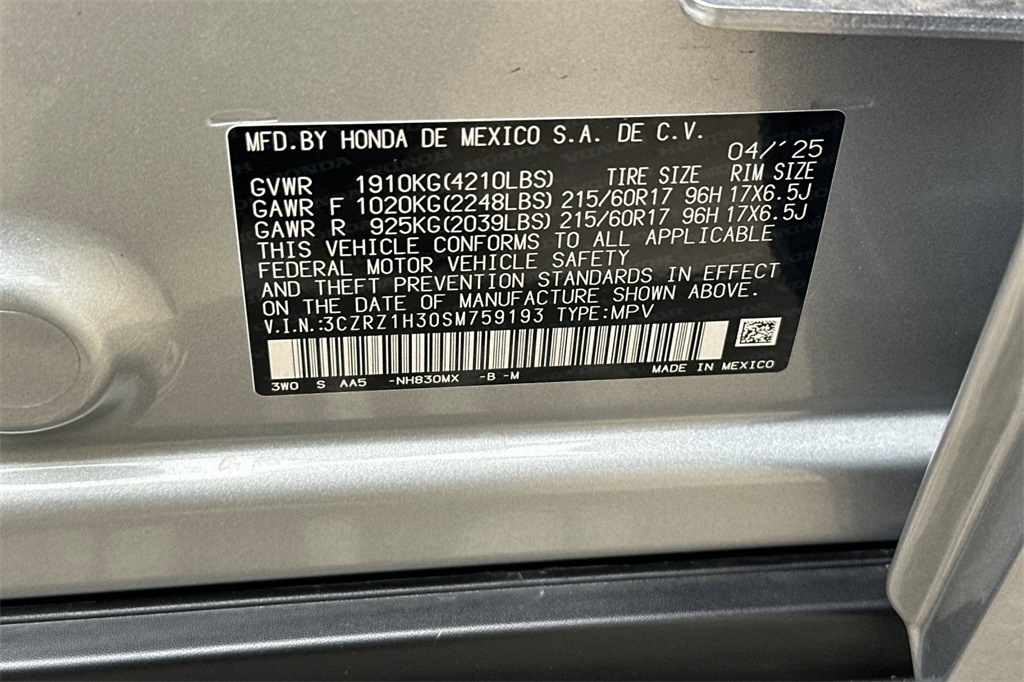 MFD.BY HONDA DE MEXICO S.A. DE C.V.
04/´25
GVWR 1910KG(4210LBS) TIRE SIZE RIM SIZE
GAWR F 1020KG(2248LBS) 215/60R17 96H 17X6.5J
GAWR R 925KG(2039LBS) 215/60R17 96H 17X6.5J
THIS VEHICLE CONFORMS TO ALL APPLICABLE
FEDERAL MOTOR VEHICLE SAFETY
AND THEFT PREVENTION STANDARDS IN EFFECT
ON THE DATE OF MANUFACTURE SHOWN ABOVE.
V.I.N.:3CZRZ1H30SM759193 TYPE:MPV
3W0 S AA5 -NH830MX -B -M MADE IN MEXICO